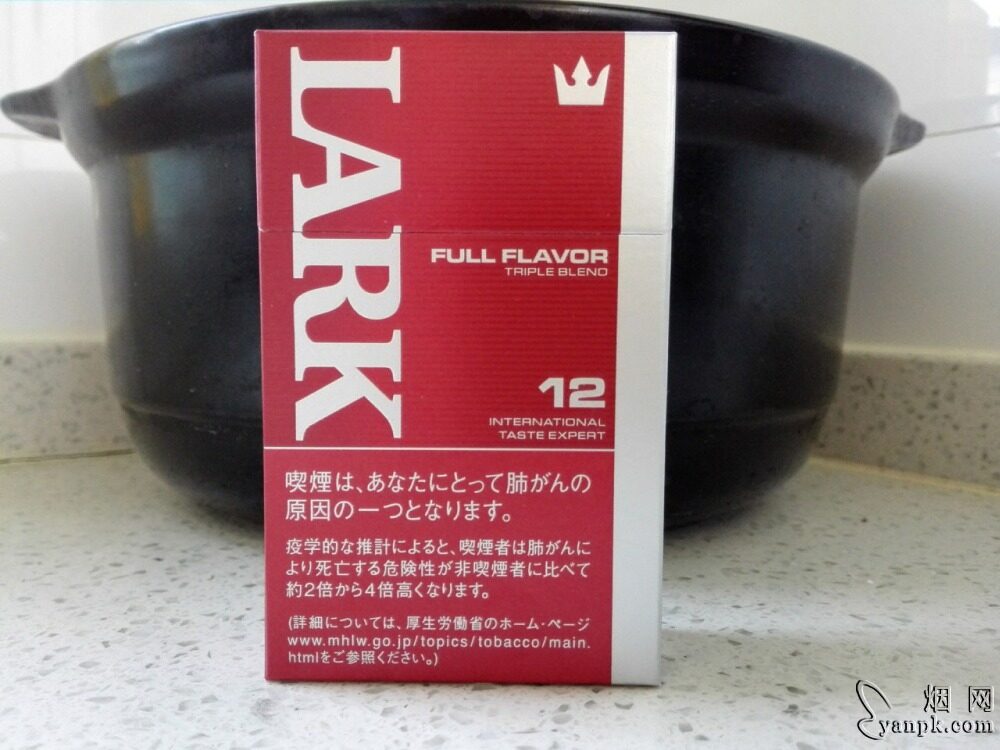 LARK
FULL FLAVOR
TRIPLE BLEND
12
INTERNATIONAL
TASTE EXPERT
喫煙は、あなたにとって肺がんの
原因の一つとなります。
疫学的な推計によると、喫煙者は肺がんに
より死亡する危険性が非喫煙者に比べて
約2倍から4倍高くなります。
(詳細については、厚生労働省のホーム・ページ
www.mhlw.go.jp/topics/tobacco/main.
htmlをご参照ください。)
烟网
yanpk.com